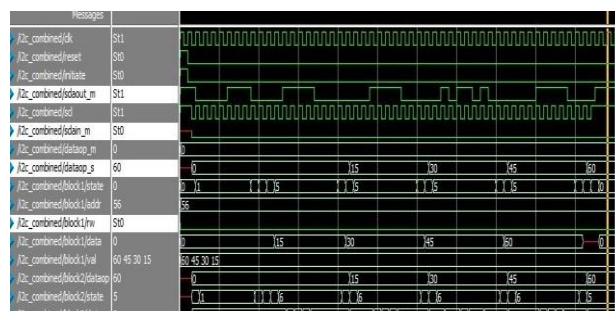 Messages
/i2c_combined/clk St1
/i2c_combined/reset St0
/i2c_combined/initiate St0
/i2c_combined/sdaout_m St1
/i2c_combined/scl St1
/i2c_combined/sdain_m St0
/i2c_combined/dataop_m 0 0
/i2c_combined/dataop_s 60 0 15 30 45 60
/i2c_combined/block1/state 0 0 1 5 5 5 5 0
/i2c_combined/block1/addr 56 56
/i2c_combined/block1/rw St0
/i2c_combined/block1/data 0 0 15 30 45 60 0
/i2c_combined/block1/val 60 45 30 15 60 45 30 15
/i2c_combined/block2/dataop 60 0 15 30 45 60
/i2c_combined/block2/state 5 1 6 6 6 6 5